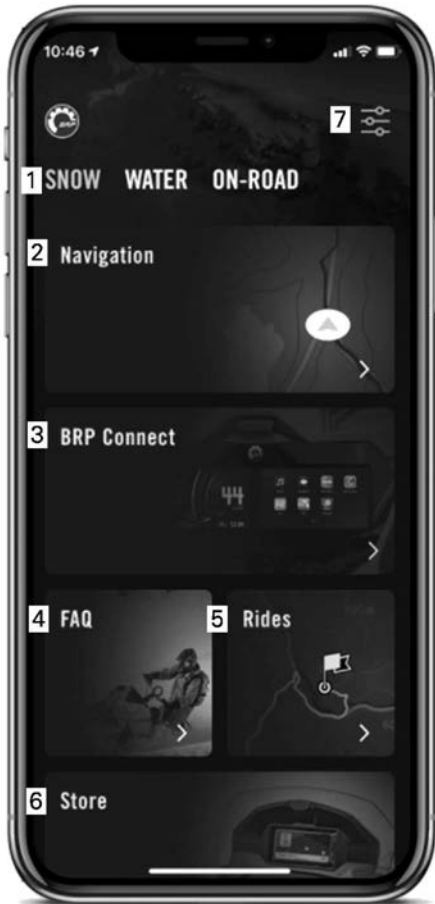 10:46
7
1 SNOW WATER ON-ROAD
2 Navigation
3 BRP Connect
44
4 FAQ
5 Rides
6 Store